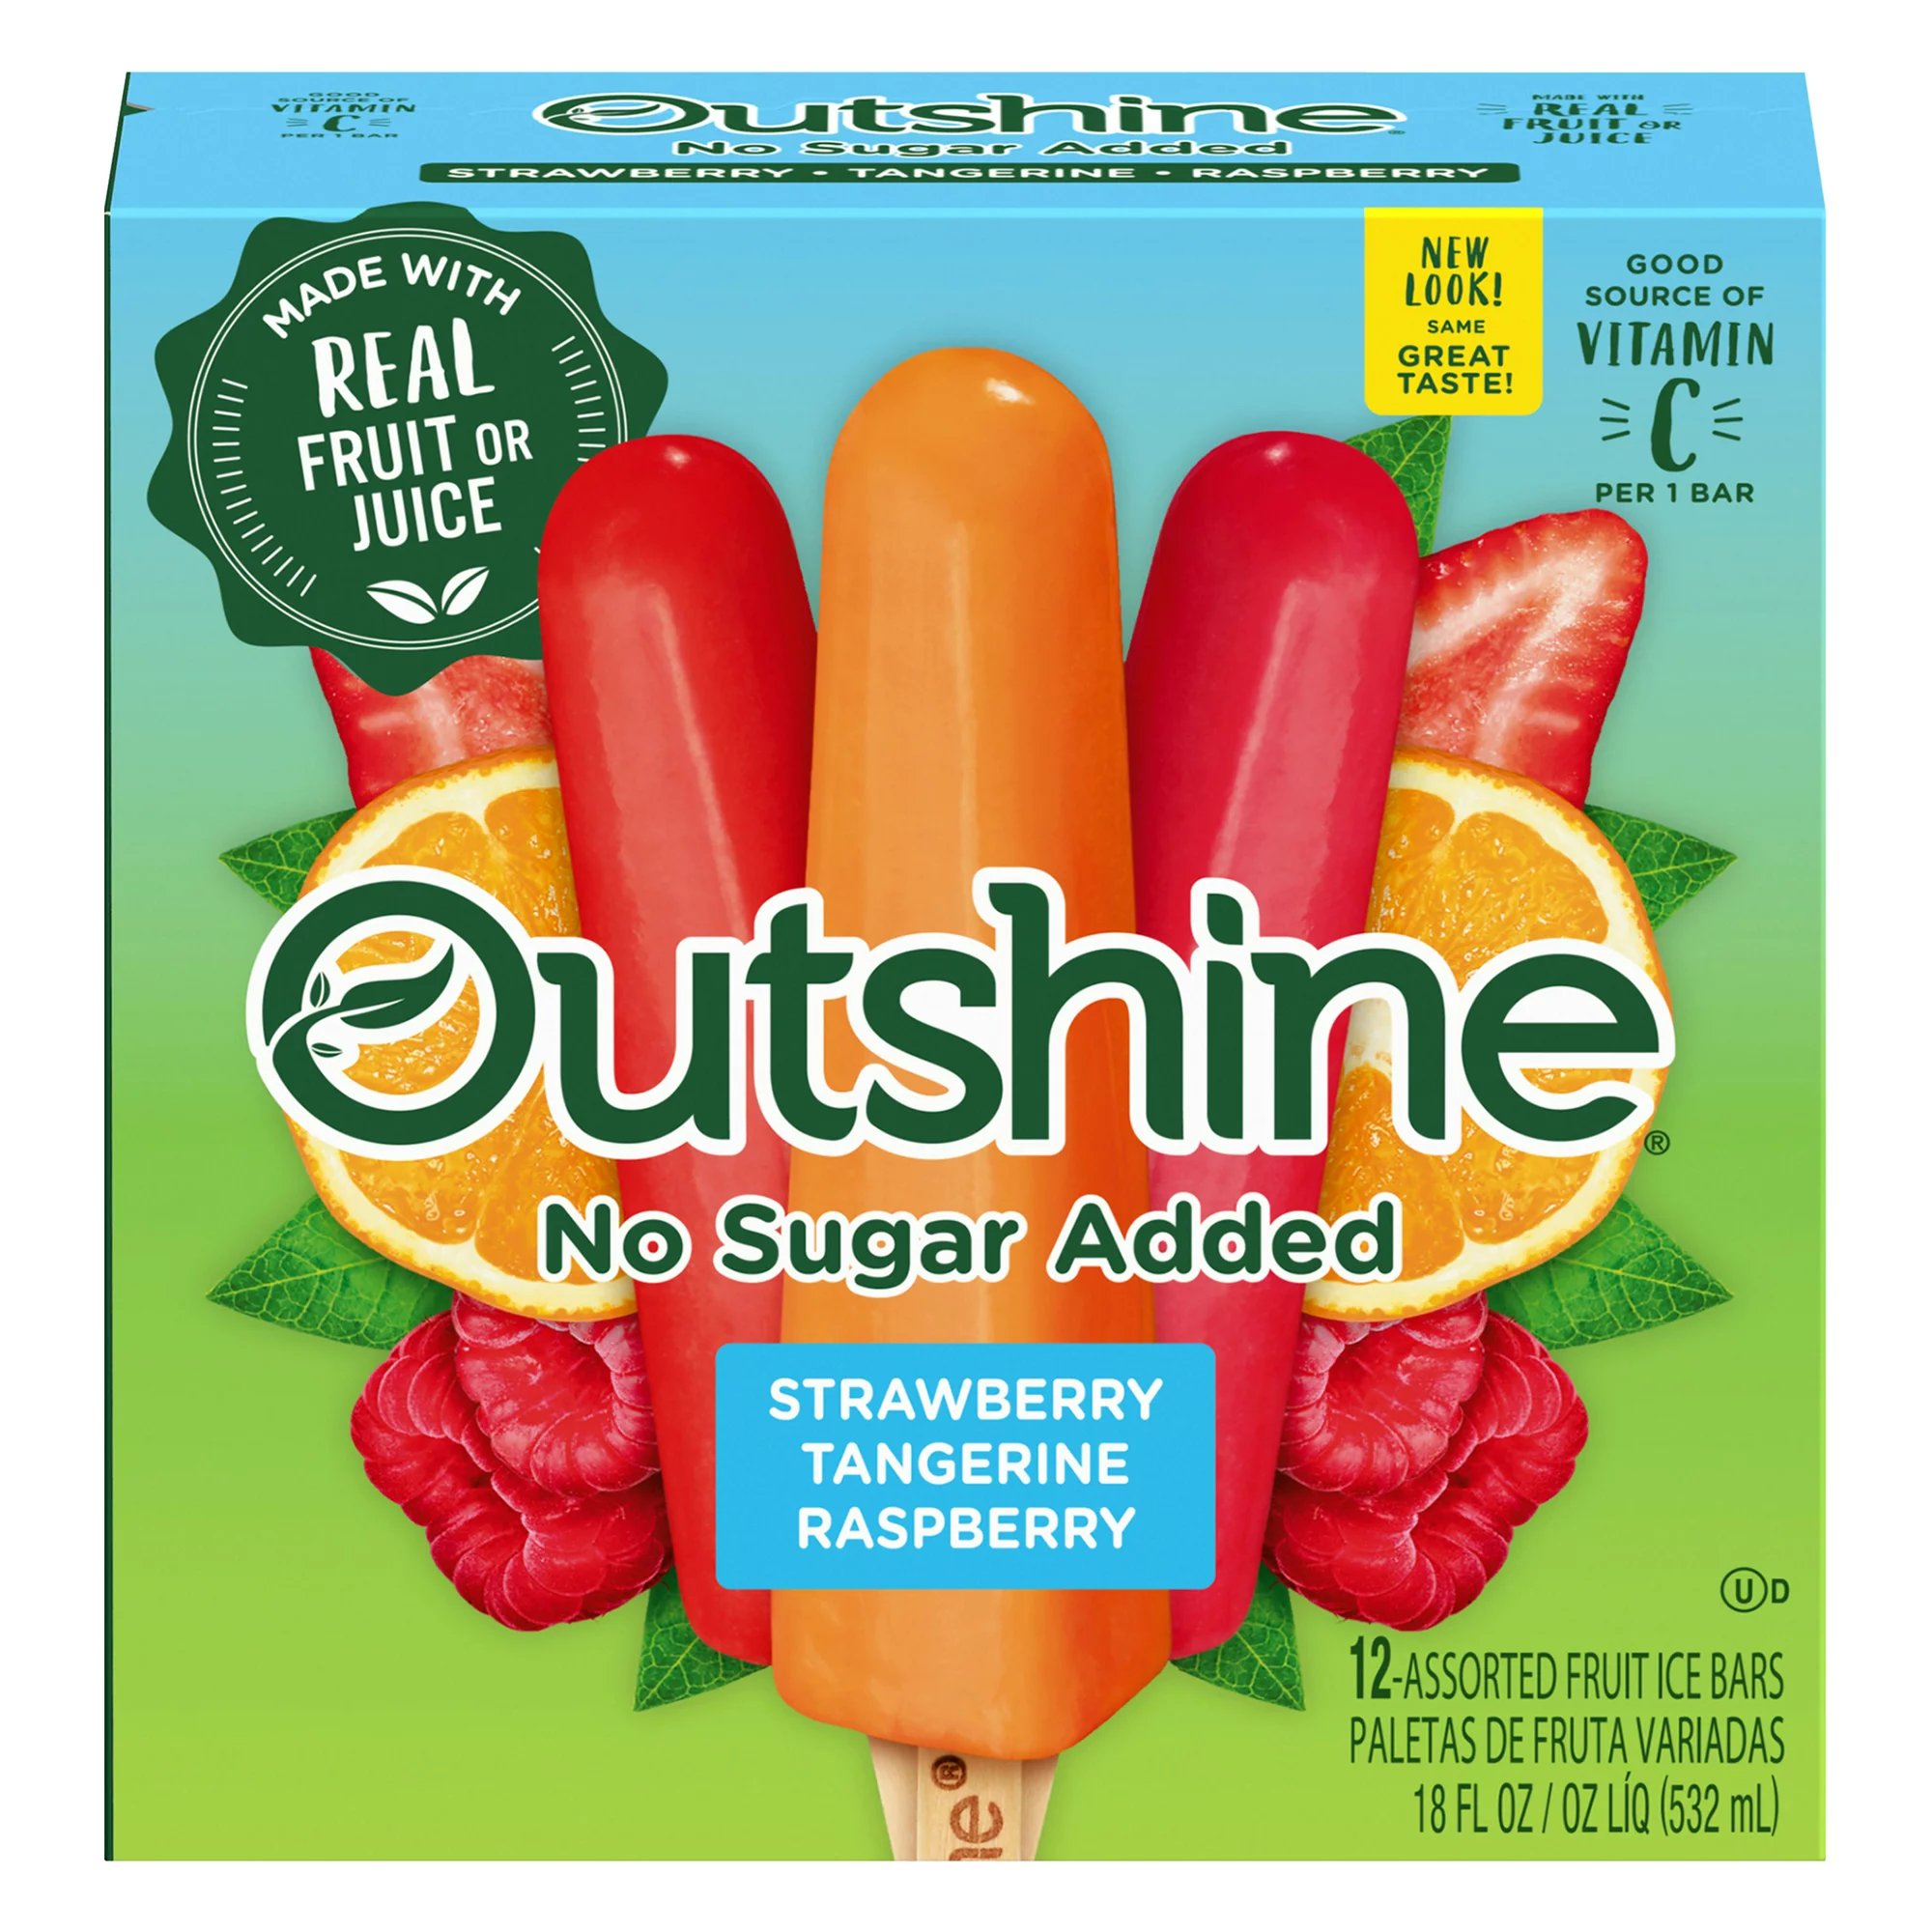 GOOD
SOURCE OF
VITAMIN
C
PER 1 BAR
Outshine®
No Sugar Added
STRAWBERRY • TANGERINE • RASPBERRY
MADE WITH
REAL
FRUIT OR
JUICE
MADE WITH
REAL
FRUIT OR
JUICE
NEW
LOOK!
SAME
GREAT
TASTE!
GOOD
SOURCE OF
VITAMIN
C
PER 1 BAR
Outshine®
No Sugar Added
STRAWBERRY
TANGERINE
RASPBERRY
UD
12-ASSORTED FRUIT ICE BARS
PALETAS DE FRUTA VARIADAS
18 FL OZ / OZ LÍQ (532 mL)
ne®